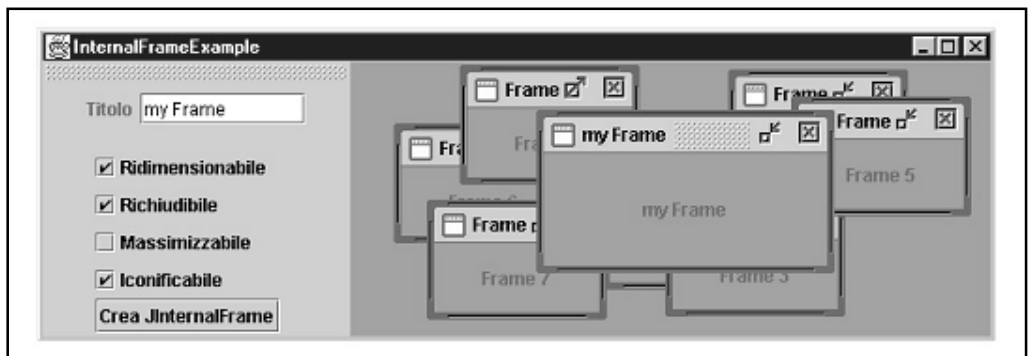 InternalFrameExample
Titolo my Frame
Ridimensionabile
Richiudibile
Massimizzabile
Iconificabile
Crea JInternalFrame
Frame
Frame
Frame
Frame 5
my Frame
my Frame
Frame
Frame 7
Frame 3